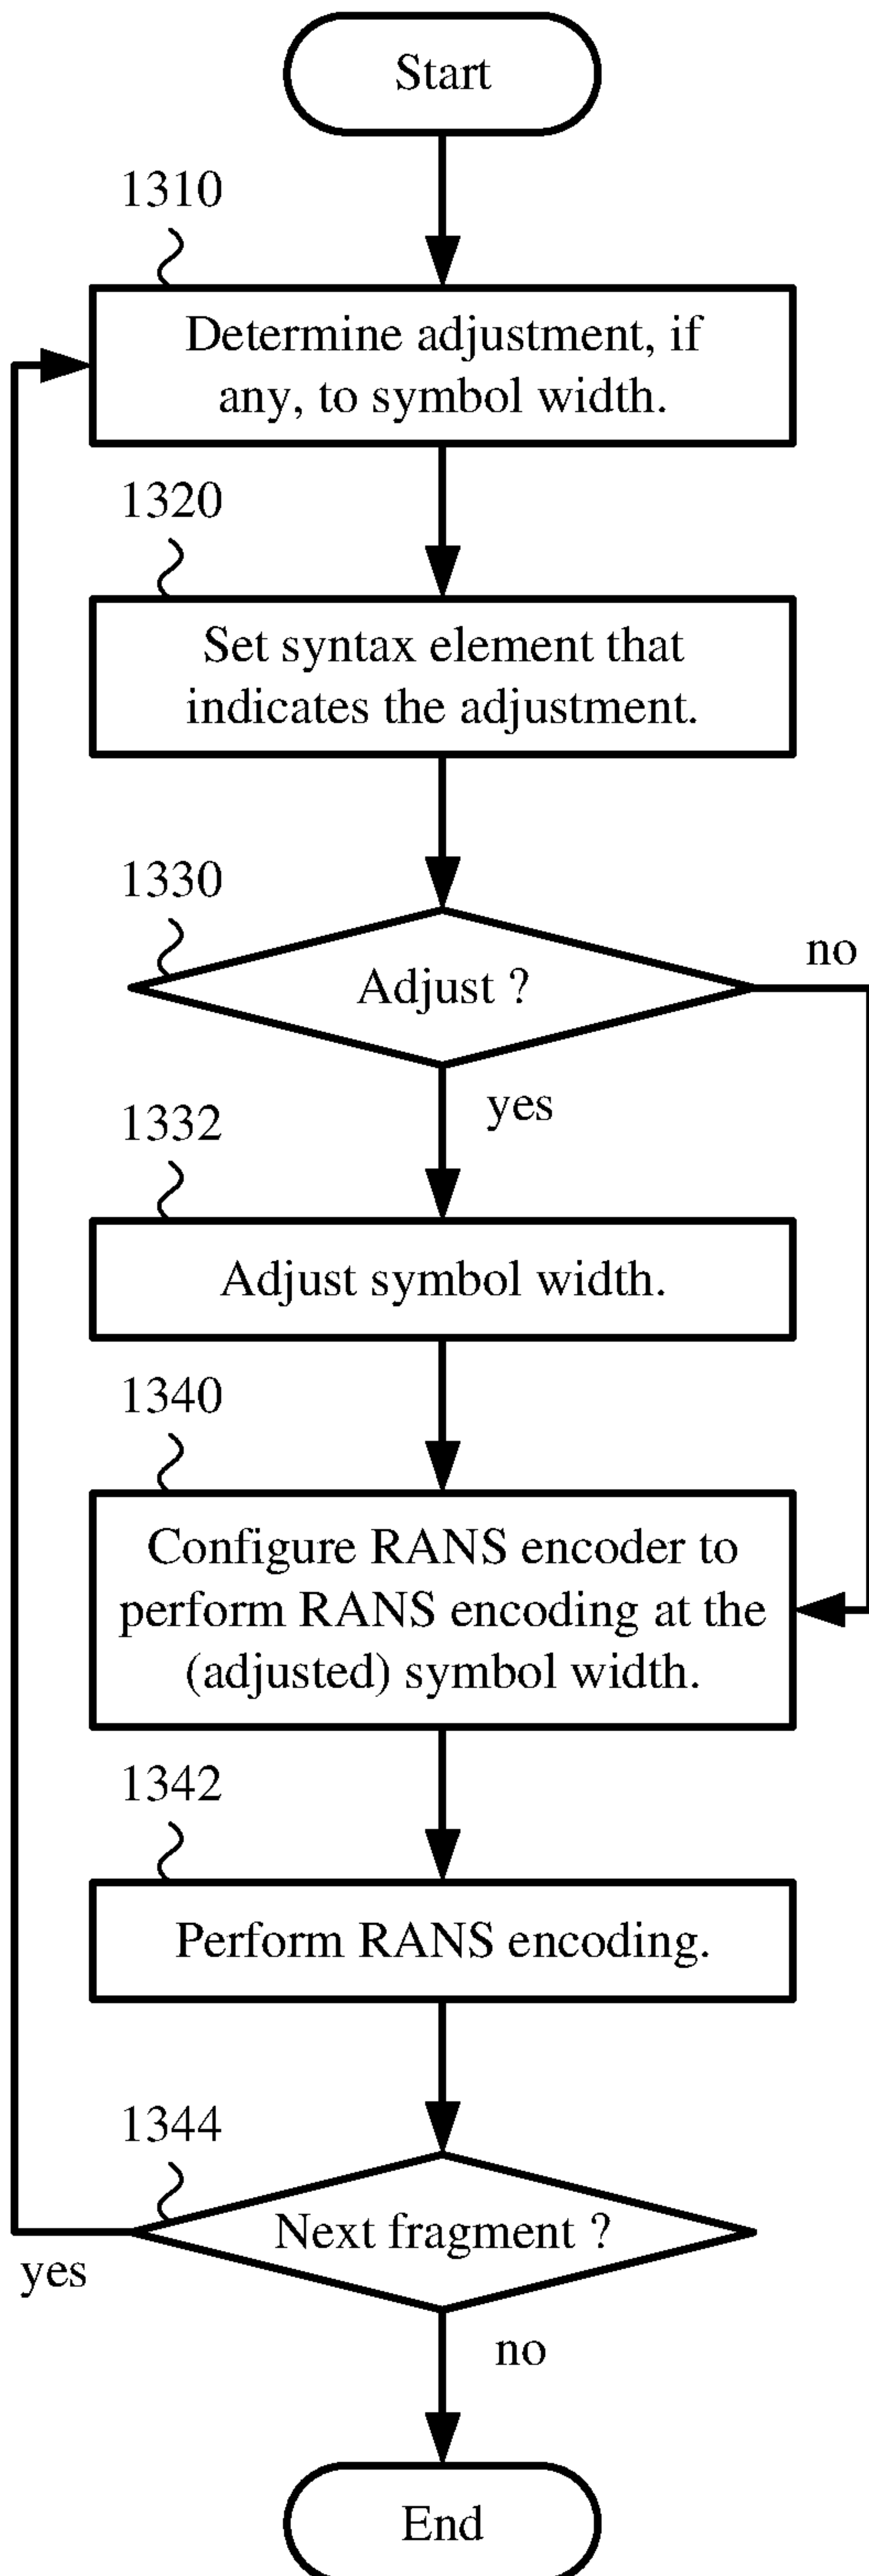 Start
1310
Determine adjustment, if
any, to symbol width.
1320
Set syntax element that
indicates the adjustment.
1330
no
Adjust ?
yes
1332
Adjust symbol width.
1340
Configure RANS encoder to
perform RANS encoding at the
(adjusted) symbol width.
1342
Perform RANS encoding.
1344
Next fragment ?
yes
no
End